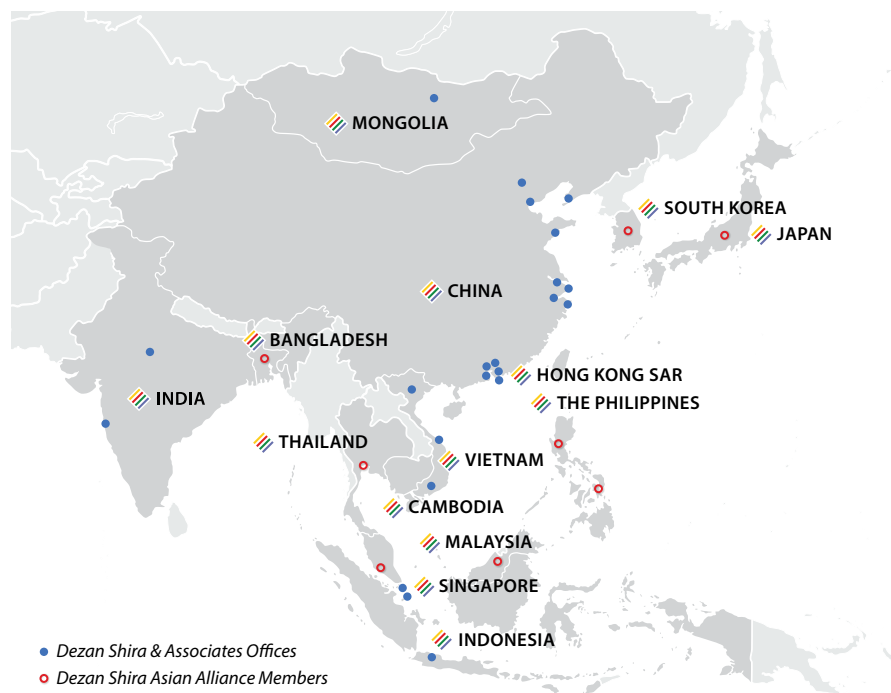 MONGOLIA
SOUTH KOREA
JAPAN
CHINA
BANGLADESH
HONG KONG SAR
INDIA
THE PHILIPPINES
THAILAND
VIETNAM
CAMBODIA
MALAYSIA
SINGAPORE
INDONESIA
Dezan Shira & Associates Offices
Dezan Shira Asian Alliance Members